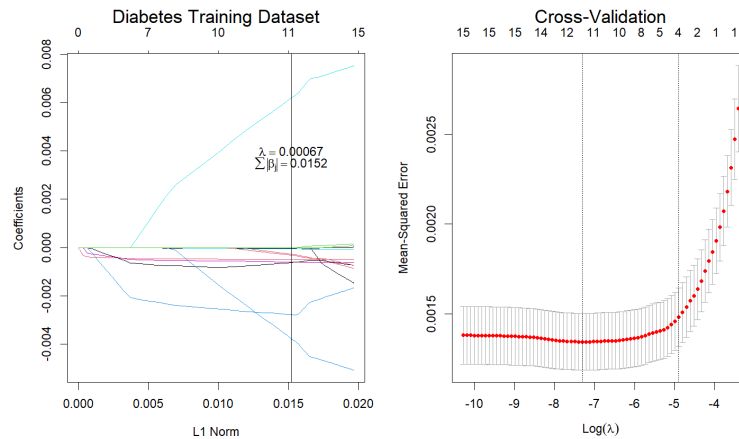 Diabetes Training Dataset
0 7 10 11 15
0.008
0.006
0.004
0.002
0.000
-0.002
-0.004
Coefficients
λ = 0.00067
∑|βj| = 0.0152
0.000 0.005 0.010 0.015 0.020
L1 Norm
Cross-Validation
15 15 15 14 12 11 10 8 5 4 1 1
0.0025
0.0020
0.0015
Mean-Squared Error
-10 -9 -8 -7 -6 -5 -4
Log(λ)